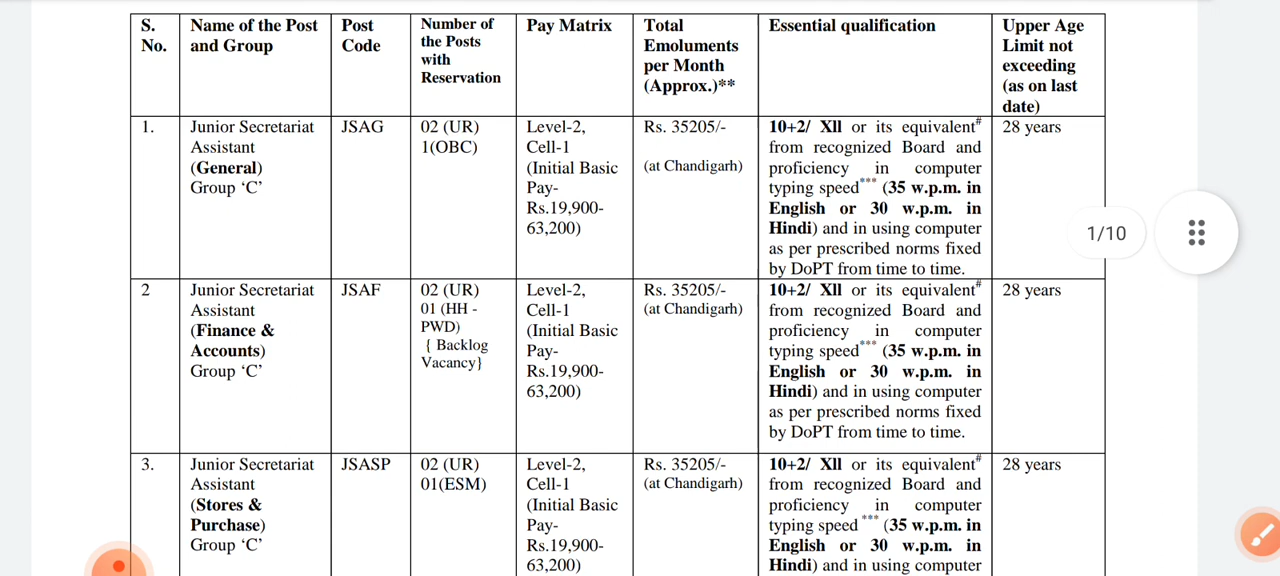 S. No.
Name of the Post and Group
Post Code
Number of the Posts with Reservation
Pay Matrix
Total Emoluments per Month (Approx.)**
Essential qualification
Upper Age Limit not exceeding (as on last date)
1.
Junior Secretariat
Assistant
(General)
Group ‘C’
JSAG
02 (UR)
1(OBC)
Level-2,
Cell-1
(Initial Basic
Pay-
Rs.19,900-
63,200)
Rs. 35205/-
(at Chandigarh)
10+2/ XII or its equivalent#
from recognized Board and
proficiency in computer
typing speed*** (35 w.p.m. in
English or 30 w.p.m. in
Hindi) and in using computer
as per prescribed norms fixed
by DoPT from time to time.
28 years
1/10
2
Junior Secretariat
Assistant
(Finance &
Accounts)
Group ‘C’
JSAF
02 (UR)
01 (HH -
PWD)
{ Backlog
Vacancy}
Level-2,
Cell-1
(Initial Basic
Pay-
Rs.19,900-
63,200)
Rs. 35205/-
(at Chandigarh)
10+2/ XII or its equivalent#
from recognized Board and
proficiency in computer
typing speed*** (35 w.p.m. in
English or 30 w.p.m. in
Hindi) and in using computer
as per prescribed norms fixed
by DoPT from time to time.
28 years
3.
Junior Secretariat
Assistant
(Stores &
Purchase)
Group ‘C’
JSASP
02 (UR)
01(ESM)
Level-2,
Cell-1
(Initial Basic
Pay-
Rs.19,900-
63,200)
Rs. 35205/-
(at Chandigarh)
10+2/ XII or its equivalent#
from recognized Board and
proficiency in computer
typing speed *** (35 w.p.m. in
English or 30 w.p.m. in
Hindi) and in using computer
28 years